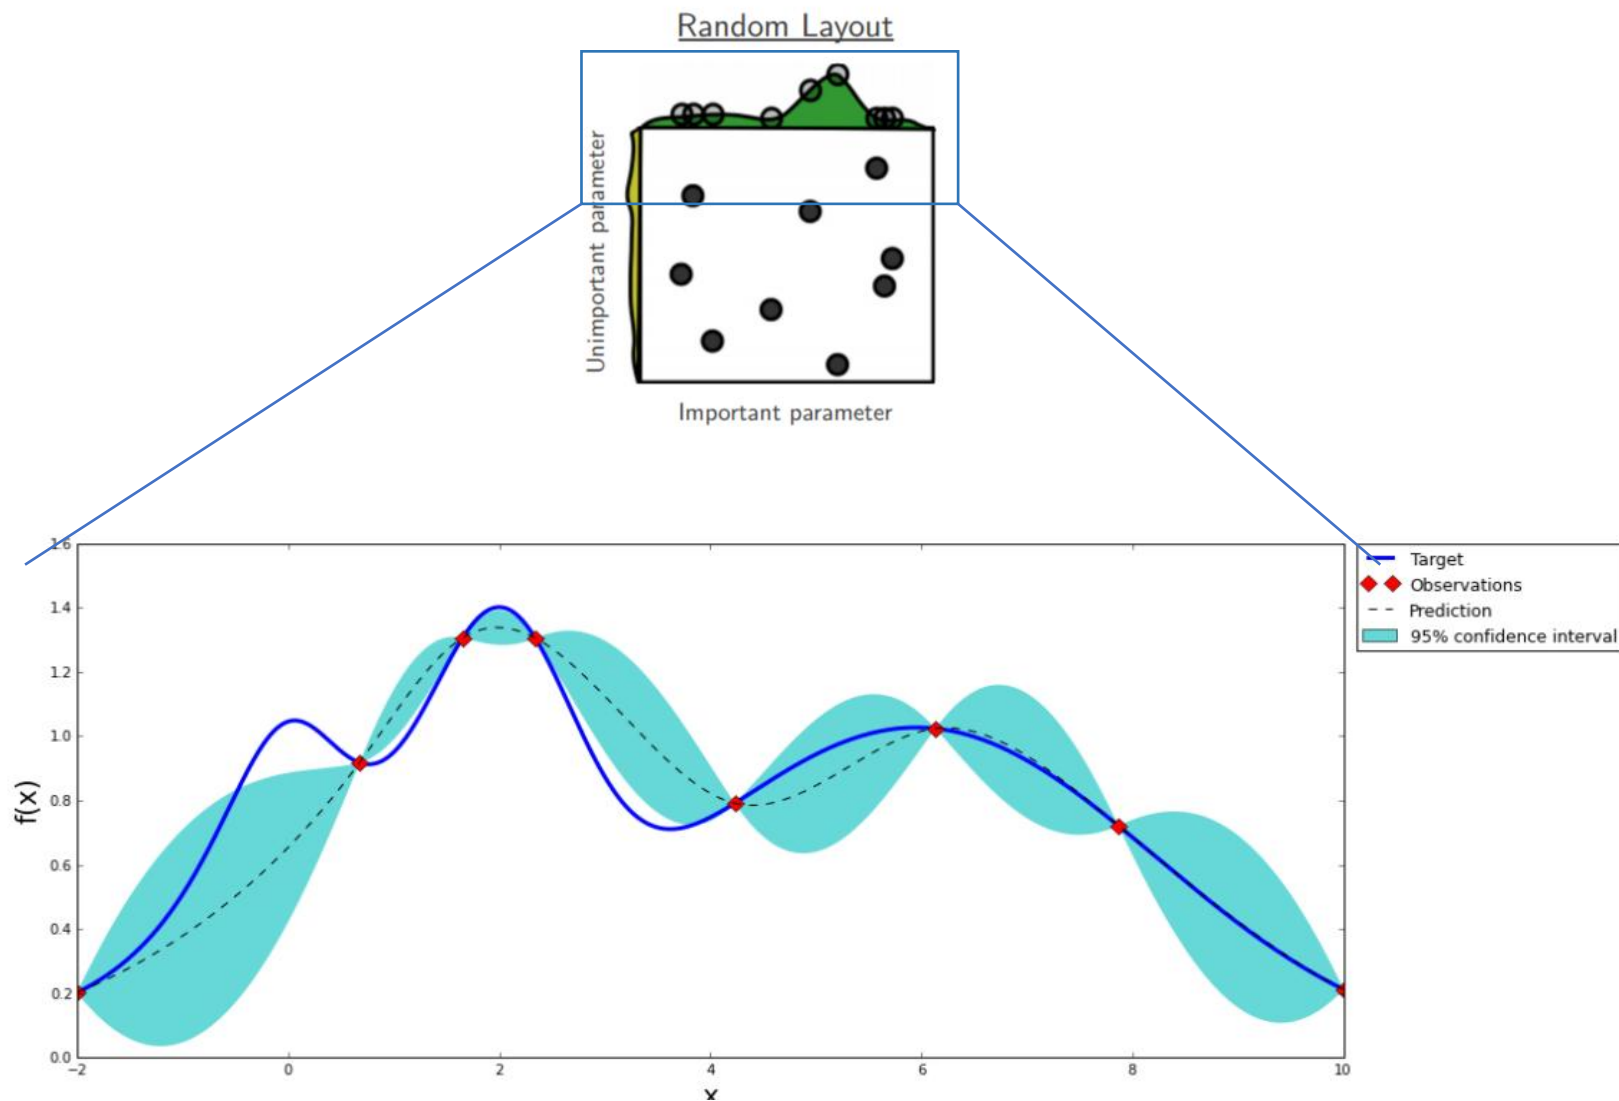 Random Layout
Unimportant parameter
Important parameter
1.6
1.4
1.2
1.0
0.8
0.6
0.4
0.2
0.0
f(x)
−2
0
2
4
6
8
10
x
Target
Observations
Prediction
95% confidence interval